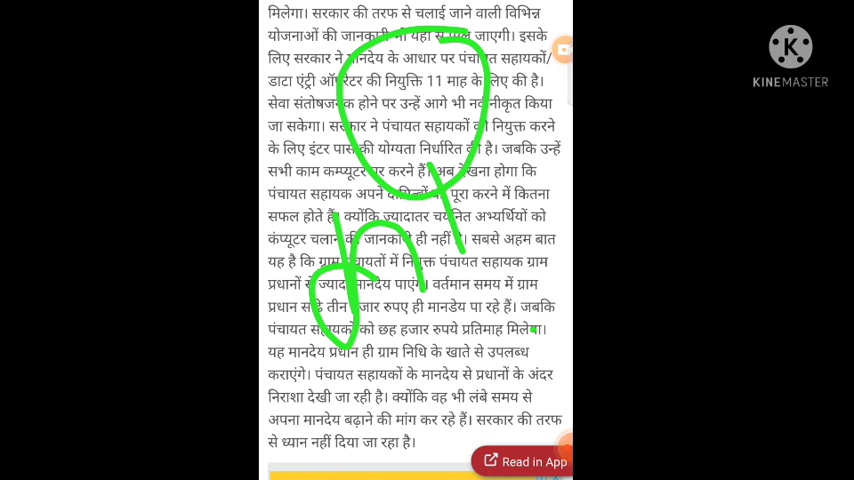 मिलेगा। सरकार की तरफ से चलाई जाने वाली विभिन्न
योजनाओं की जानकारी भी यहीं से मिल जाएगी। इसके
लिए सरकार ने मानदेय के आधार पर पंचायत सहायकों/
डाटा एंट्री ऑपरेटर की नियुक्ति 11 माह के लिए की है।
सेवा संतोषजनक होने पर उन्हें आगे भी नवीनीकृत किया
जा सकेगा। सरकार ने पंचायत सहायकों को नियुक्त करने
के लिए इंटर पास की योग्यता निर्धारित की है। जबकि उन्हें
सभी काम कम्प्यूटर पर करने हैं। अब देखना होगा कि
पंचायत सहायक अपने दायित्वों को पूरा करने में कितना
सफल होते हैं। क्योंकि ज्यादातर चयनित अभ्यर्थियों को
कंप्यूटर चलाने की जानकारी ही नहीं है। सबसे अहम बात
यह है कि ग्राम पंचायतों में नियुक्त पंचायत सहायक ग्राम
प्रधानों से ज्यादा मानदेय पाएंगे। वर्तमान समय में ग्राम
प्रधान साढ़े तीन हजार रुपए ही मानडेय पा रहे हैं। जबकि
पंचायत सहायकों को छह हजार रुपये प्रतिमाह मिलेगा।
यह मानदेय प्रधान ही ग्राम निधि के खाते से उपलब्ध
कराएंगे। पंचायत सहायकों के मानदेय से प्रधानों के अंदर
निराशा देखी जा रही है। क्योंकि वह भी लंबे समय से
अपना मानदेय बढ़ाने की मांग कर रहे हैं। सरकार की तरफ
से ध्यान नहीं दिया जा रहा है।
Read in App
K
KINEMASTER